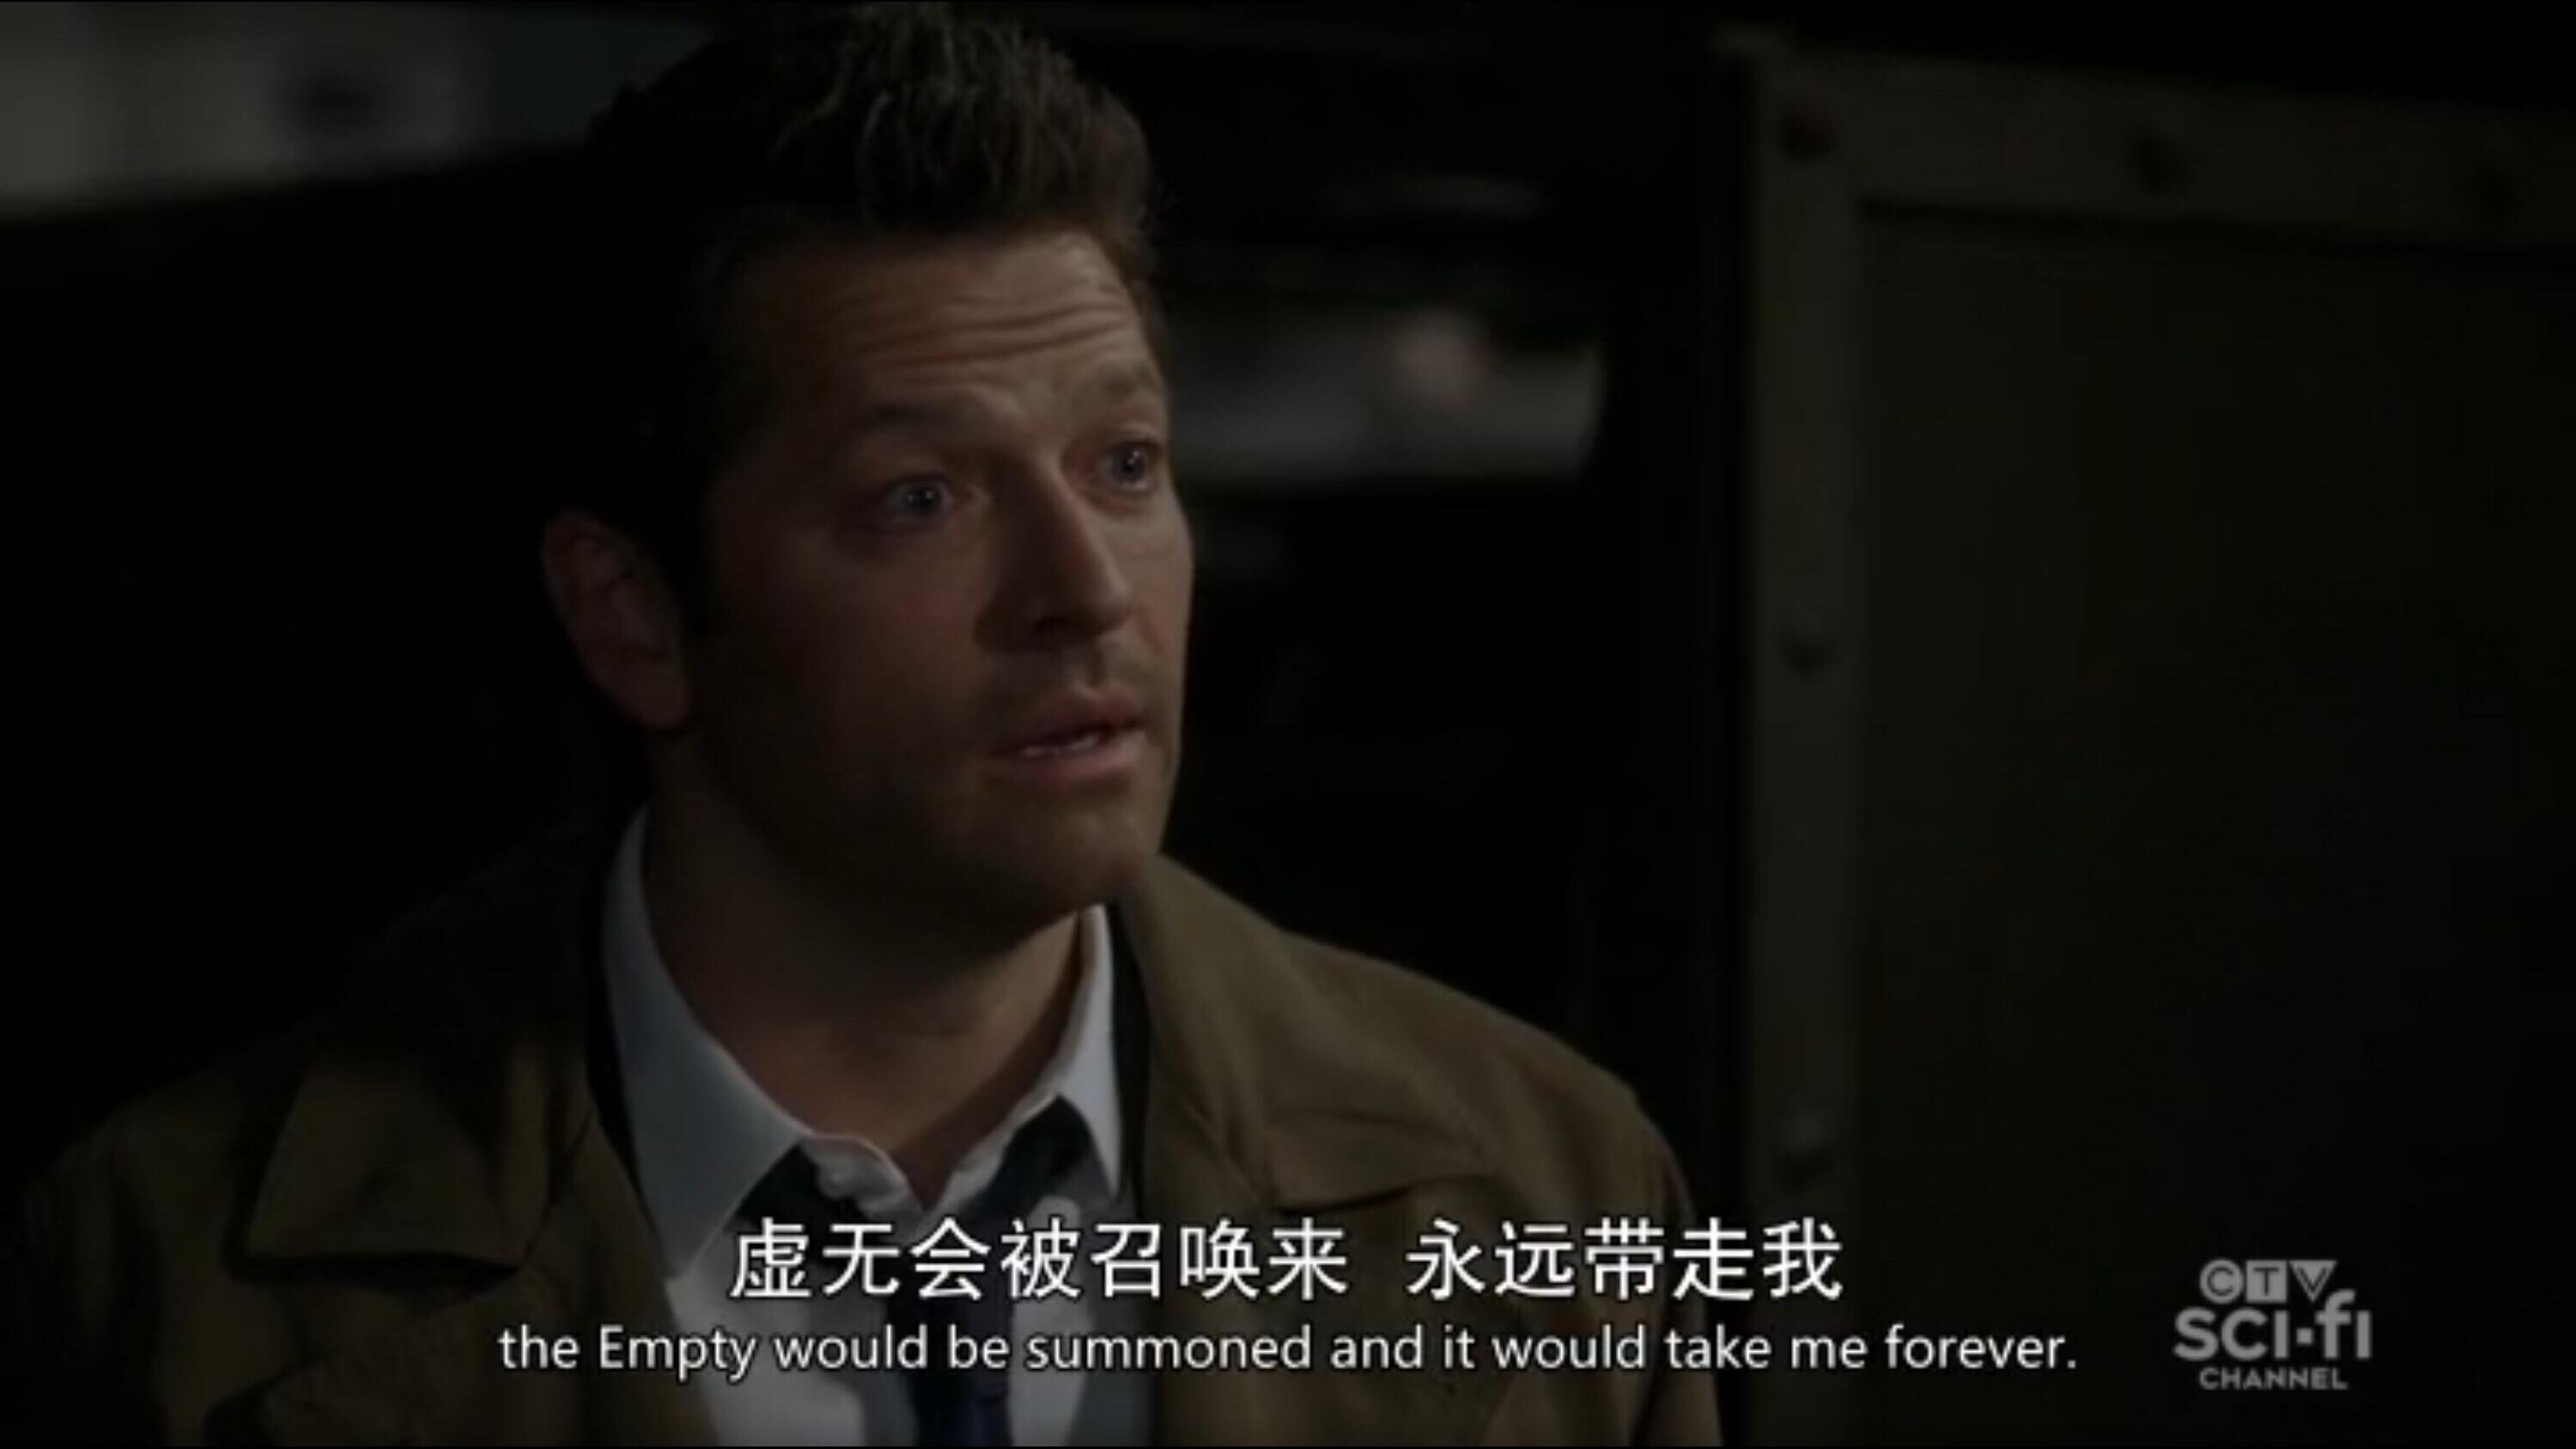 虚无会被召唤来 永远带走我
the Empty would be summoned and it would take me forever.
CTV
SCI-FI
CHANNEL